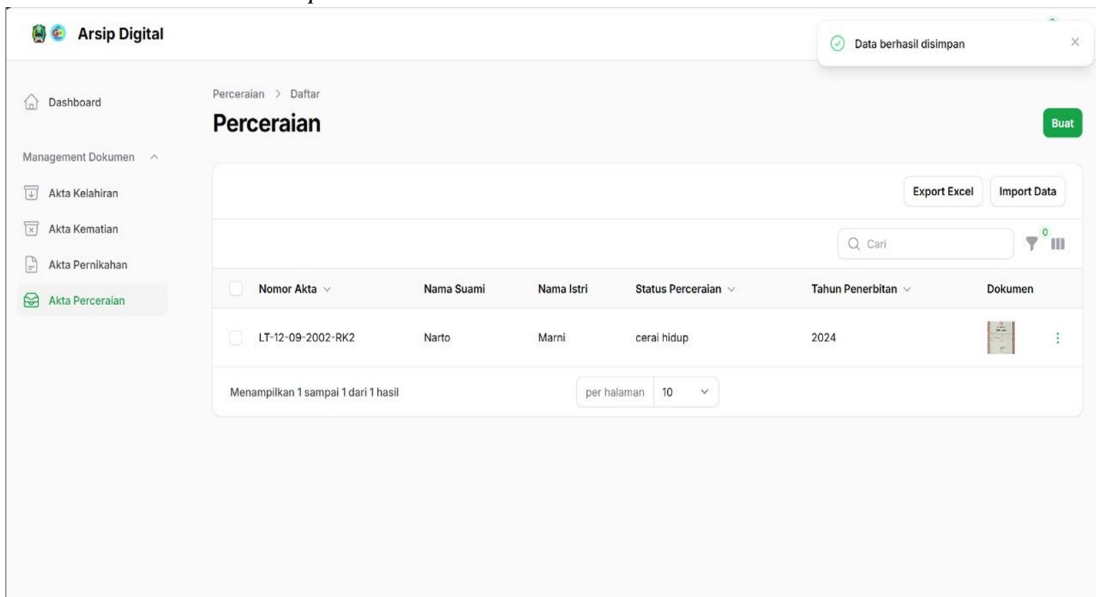 Arsip Digital
Data berhasil disimpan
Dashboard
Management Dokumen
Akta Kelahiran
Akta Kematian
Akta Pernikahan
Akta Perceraian
Perceraian > Daftar
Perceraian
Buat
Export Excel Import Data
Cari 0
Nomor Akta Nama Suami Nama Istri Status Perceraian Tahun Penerbitan Dokumen
LT-12-09-2002-RK2 Narto Marni cerai hidup 2024
Menampilkan 1 sampai 1 dari 1 hasil per halaman 10